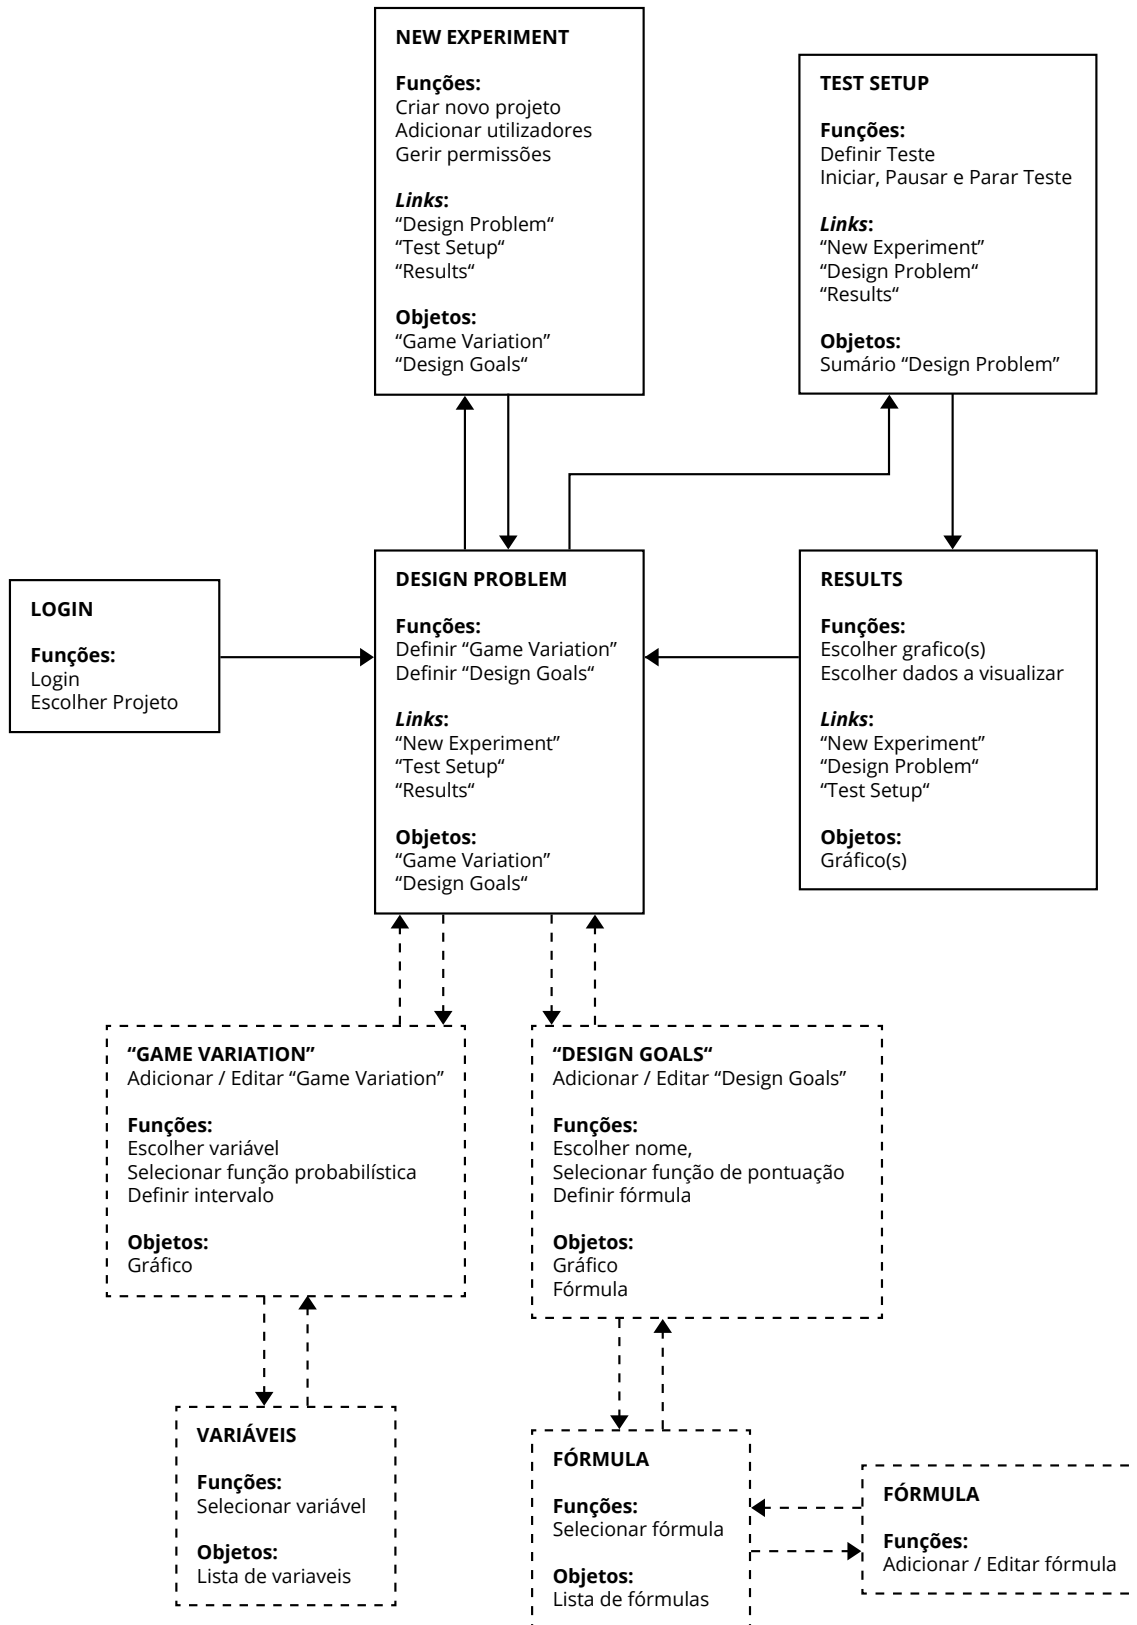 NEW EXPERIMENT
Funções:
Criar novo projeto
Adicionar utilizadores
Gerir permissões
Links:
“Design Problem“
“Test Setup“
“Results“
Objetos:
“Game Variation”
“Design Goals“
TEST SETUP
Funções:
Definir Teste
Iniciar, Pausar e Parar Teste
Links:
“New Experiment”
“Design Problem“
“Results“
Objetos:
Sumário “Design Problem”
LOGIN
Funções:
Login
Escolher Projeto
DESIGN PROBLEM
Funções:
Definir “Game Variation”
Definir “Design Goals“
Links:
“New Experiment”
“Test Setup“
“Results“
Objetos:
“Game Variation”
“Design Goals“
RESULTS
Funções:
Escolher grafico(s)
Escolher dados a visualizar
Links:
“New Experiment”
“Design Problem“
“Test Setup“
Objetos:
Gráfico(s)
“GAME VARIATION”
Adicionar / Editar “Game Variation”
Funções:
Escolher variável
Selecionar função probabilística
Definir intervalo
Objetos:
Gráfico
“DESIGN GOALS“
Adicionar / Editar “Design Goals”
Funções:
Escolher nome,
Selecionar função de pontuação
Definir fórmula
Objetos:
Gráfico
Fórmula
VARIÁVEIS
Funções:
Selecionar variável
Objetos:
Lista de variaveis
FÓRMULA
Funções:
Selecionar fórmula
Objetos:
Lista de fórmulas
FÓRMULA
Funções:
Adicionar / Editar fórmula